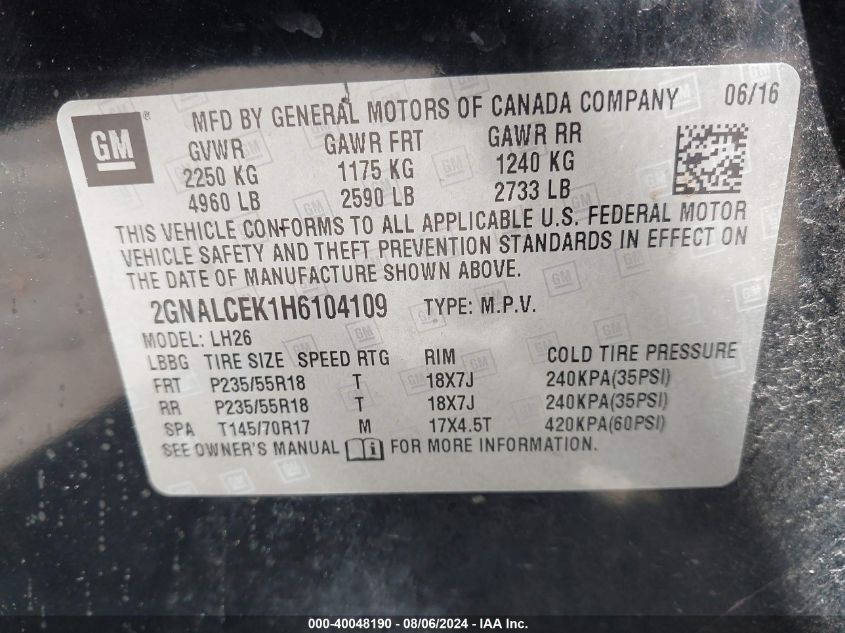 MFD BY GENERAL MOTORS OF CANADA COMPANY 06/16
GM ®
GVWR GAWR FRT GAWR RR
2250 KG 1175 KG 1240 KG
4960 LB 2590 LB 2733 LB
THIS VEHICLE CONFORMS TO ALL APPLICABLE U.S. FEDERAL MOTOR
VEHICLE SAFETY AND THEFT PREVENTION STANDARDS IN EFFECT ON
THE DATE OF MANUFACTURE SHOWN ABOVE.
2GNALCEK1H6104109 TYPE: M.P.V.
MODEL: LH26
LBBG TIRE SIZE SPEED RTG RIM COLD TIRE PRESSURE
FRT P235/55R18 T 18X7J 240KPA(35PSI)
RR P235/55R18 T 18X7J 240KPA(35PSI)
SPA T145/70R17 M 17X4.5T 420KPA(60PSI)
SEE OWNER'S MANUAL FOR MORE INFORMATION.
000-40048190 - 08/06/2024 - IAA Inc.